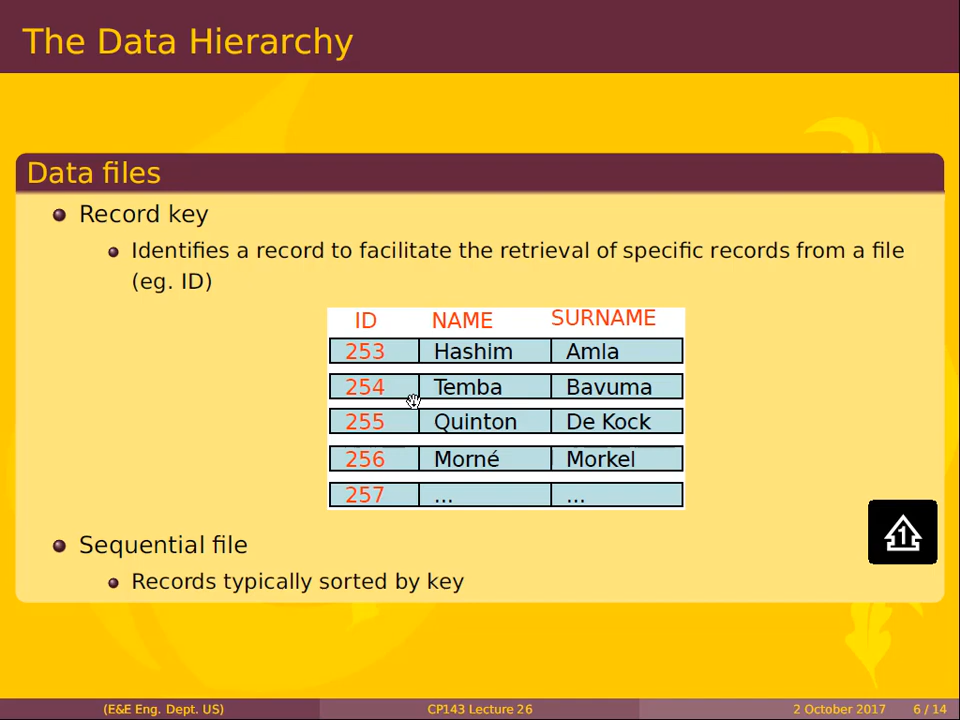 The Data Hierarchy
Data files
Record key
Identifies a record to facilitate the retrieval of specific records from a file
(eg. ID)
ID NAME SURNAME
253 Hashim Amla
254 Temba Bavuma
255 Quinton De Kock
256 Morné Morkel
257 ... ...
1
Sequential file
Records typically sorted by key
(E&E Eng. Dept. US) CP143 Lecture 26 2 October 2017 6 / 14